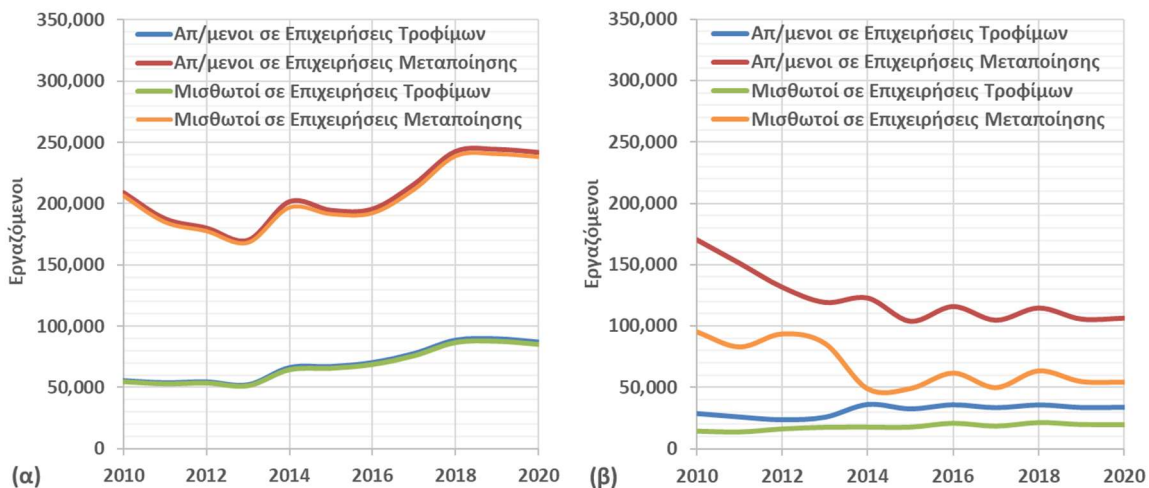 350,000
300,000
250,000
200,000
150,000
100,000
50,000
0
Εργαζόμενοι
Απ/μενοι σε Επιχειρήσεις Τροφίμων
Απ/μενοι σε Επιχειρήσεις Μεταποίησης
Μισθωτοί σε Επιχειρήσεις Τροφίμων
Μισθωτοί σε Επιχειρήσεις Μεταποίησης
2010 2012 2014 2016 2018 2020
(α)
350,000
300,000
250,000
200,000
150,000
100,000
50,000
0
Εργαζόμενοι
Απ/μενοι σε Επιχειρήσεις Τροφίμων
Απ/μενοι σε Επιχειρήσεις Μεταποίησης
Μισθωτοί σε Επιχειρήσεις Τροφίμων
Μισθωτοί σε Επιχειρήσεις Μεταποίησης
2010 2012 2014 2016 2018 2020
(β)